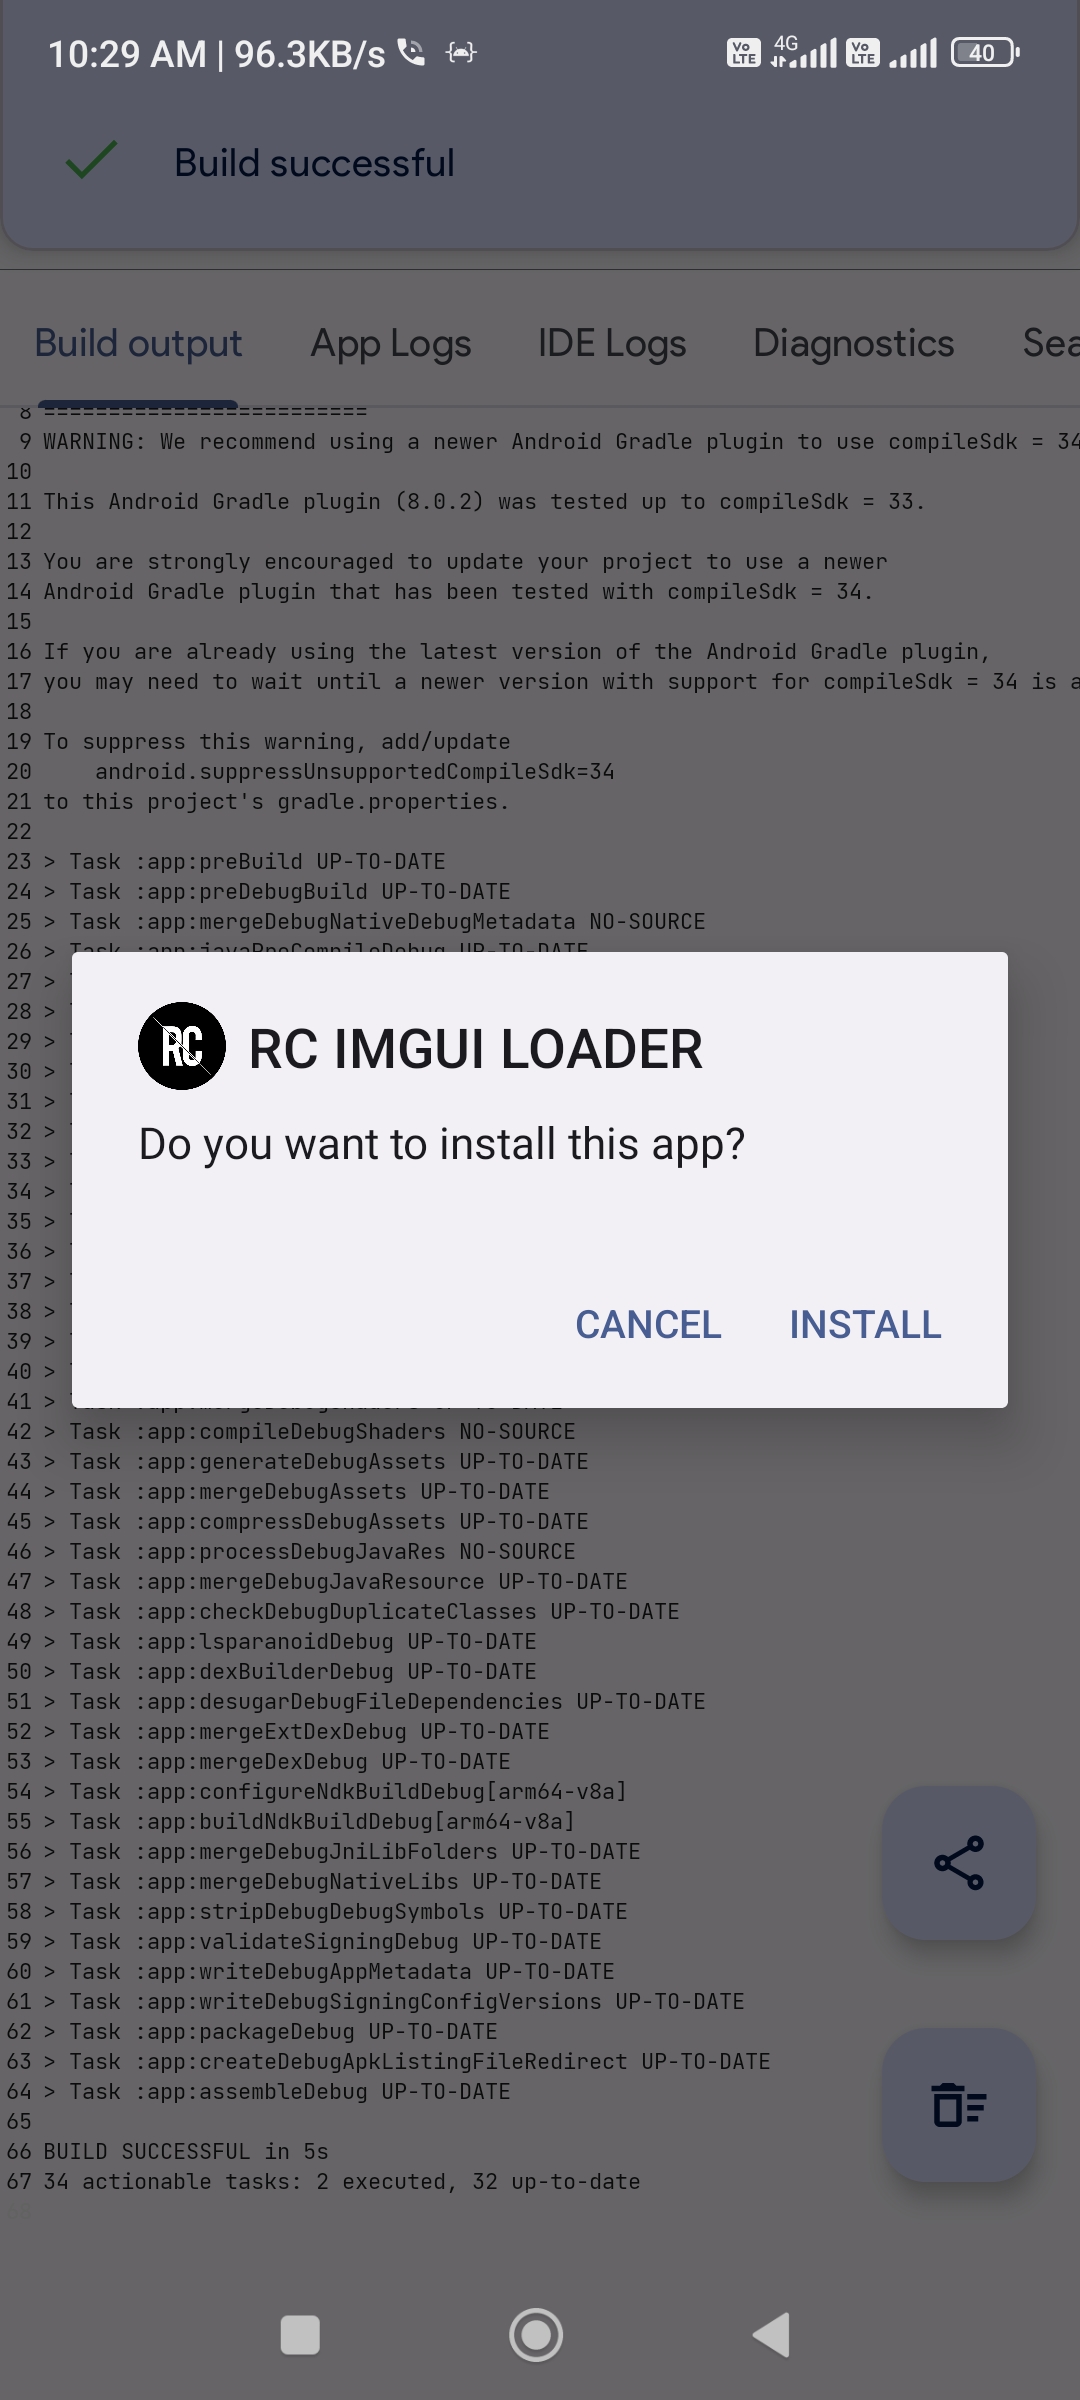 10:29 AM | 96.3KB/s
Vo LTE 4G Vo LTE 40
Build successful
Build output App Logs IDE Logs Diagnostics
8 =========================
9 WARNING: We recommend using a newer Android Gradle plugin to use compileSdk = 34
10
11 This Android Gradle plugin (8.0.2) was tested up to compileSdk = 33.
12
13 You are strongly encouraged to update your project to use a newer
14 Android Gradle plugin that has been tested with compileSdk = 34.
15
16 If you are already using the latest version of the Android Gradle plugin,
17 you may need to wait until a newer version with support for compileSdk = 34 is
18
19 To suppress this warning, add/update
20     android.suppressUnsupportedCompileSdk=34
21 to this project's gradle.properties.
22
23 > Task :app:preBuild UP-TO-DATE
24 > Task :app:preDebugBuild UP-TO-DATE
25 > Task :app:mergeDebugNativeDebugMetadata NO-SOURCE
26 > Task :app:javaPreCompileDebug UP-TO-DATE
27 >
28 >
29 >
30 >
31 >
32 >
33 >
34 >
35 >
36 >
37 >
38 >
39 >
40 >
RC
RC IMGUI LOADER
Do you want to install this app?
CANCEL INSTALL
41 > Task :app:mergeDebugShaders UP-TO-DATE
42 > Task :app:compileDebugShaders NO-SOURCE
43 > Task :app:generateDebugAssets UP-TO-DATE
44 > Task :app:mergeDebugAssets UP-TO-DATE
45 > Task :app:compressDebugAssets UP-TO-DATE
46 > Task :app:processDebugJavaRes NO-SOURCE
47 > Task :app:mergeDebugJavaResource UP-TO-DATE
48 > Task :app:checkDebugDuplicateClasses UP-TO-DATE
49 > Task :app:lsparanoidDebug UP-TO-DATE
50 > Task :app:dexBuilderDebug UP-TO-DATE
51 > Task :app:desugarDebugFileDependencies UP-TO-DATE
52 > Task :app:mergeExtDexDebug UP-TO-DATE
53 > Task :app:mergeDexDebug UP-TO-DATE
54 > Task :app:configureNdkBuildDebug[arm64-v8a]
55 > Task :app:buildNdkBuildDebug[arm64-v8a]
56 > Task :app:mergeDebugJniLibFolders UP-TO-DATE
57 > Task :app:mergeDebugNativeLibs UP-TO-DATE
58 > Task :app:stripDebugDebugSymbols UP-TO-DATE
59 > Task :app:validateSigningDebug UP-TO-DATE
60 > Task :app:writeDebugAppMetadata UP-TO-DATE
61 > Task :app:writeDebugSigningConfigVersions UP-TO-DATE
62 > Task :app:packageDebug UP-TO-DATE
63 > Task :app:createDebugApkListingFileRedirect UP-TO-DATE
64 > Task :app:assembleDebug UP-TO-DATE
65
66 BUILD SUCCESSFUL in 5s
67 34 actionable tasks: 2 executed, 32 up-to-date
68